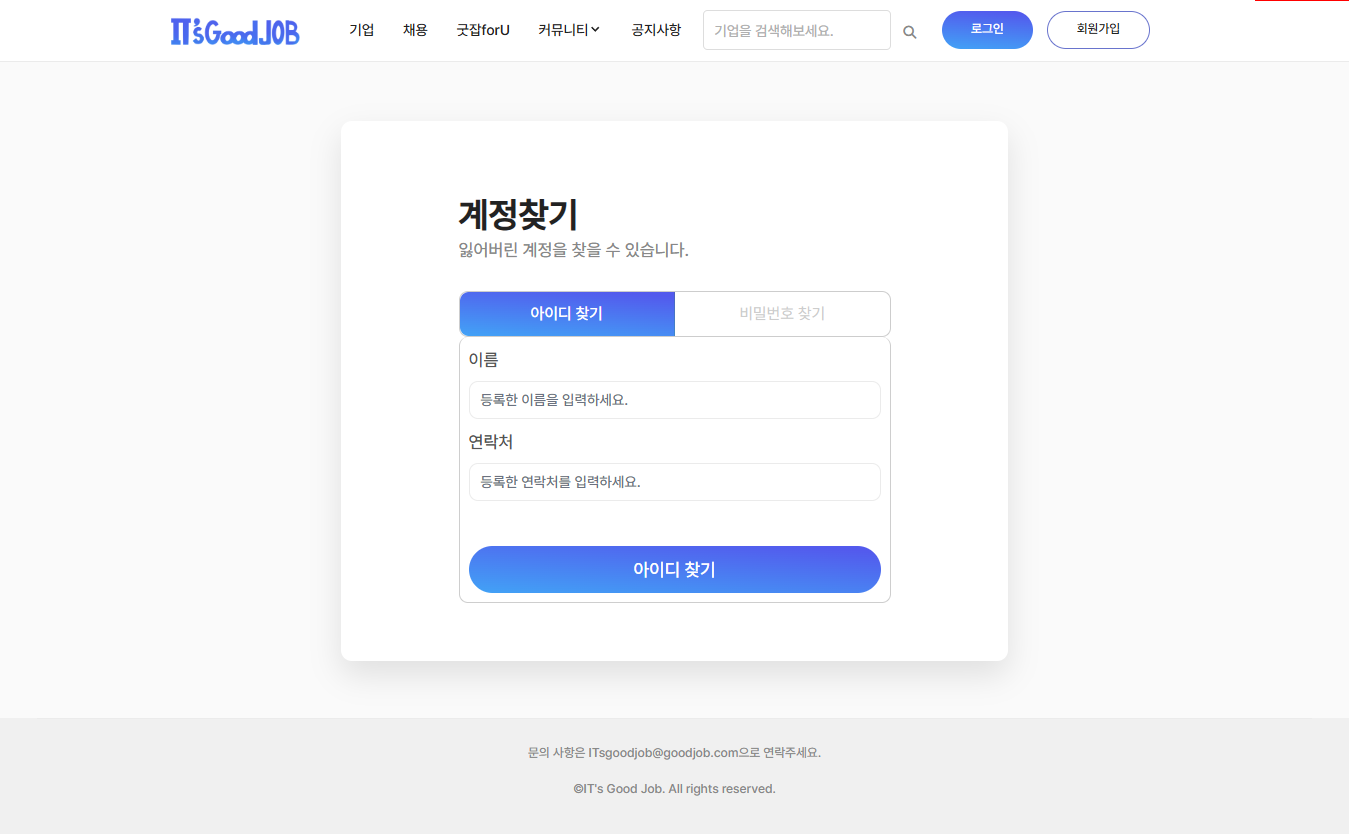 IT'sGoodJOB 기업 채용 굿잡forU 커뮤니티 공지사항 기업을 검색해보세요. 로그인 회원가입
계정찾기
잃어버린 계정을 찾을 수 있습니다.
아이디 찾기 비밀번호 찾기
이름
등록한 이름을 입력하세요.
연락처
등록한 연락처를 입력하세요.
아이디 찾기
문의 사항은 ITsgoodjob@goodjob.com으로 연락주세요.
©IT's Good Job. All rights reserved.